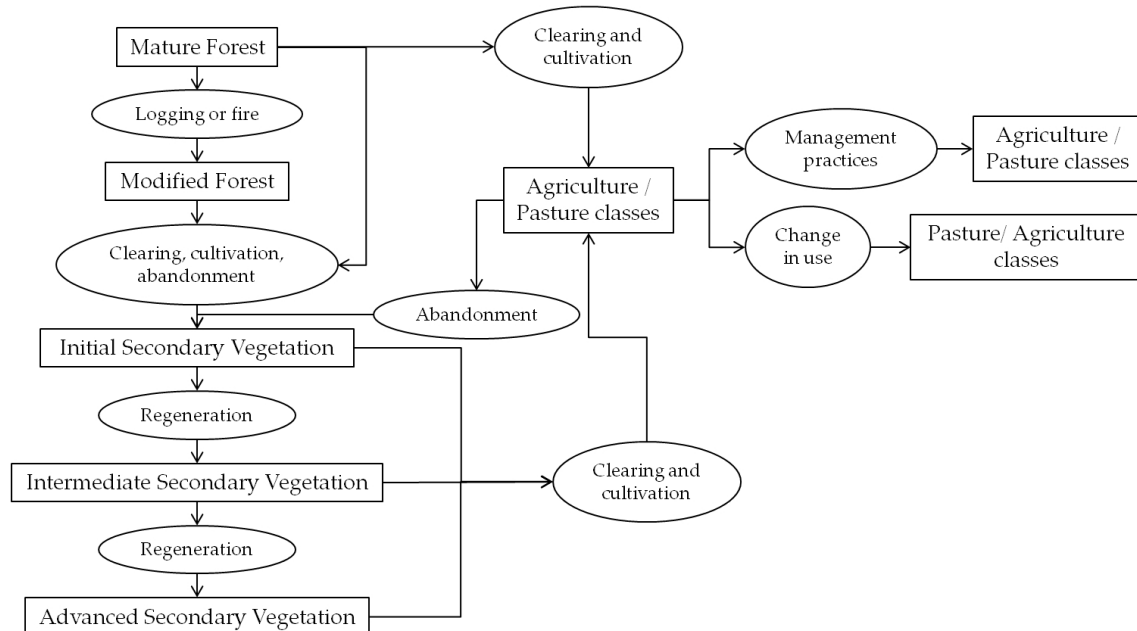 Mature Forest
Clearing and
cultivation
Logging or fire
Modified Forest
Clearing, cultivation,
abandonment
Agriculture /
Pasture classes
Management
practices
Agriculture /
Pasture classes
Change
in use
Pasture/ Agriculture
classes
Abandonment
Initial Secondary Vegetation
Regeneration
Intermediate Secondary Vegetation
Clearing and
cultivation
Regeneration
Advanced Secondary Vegetation